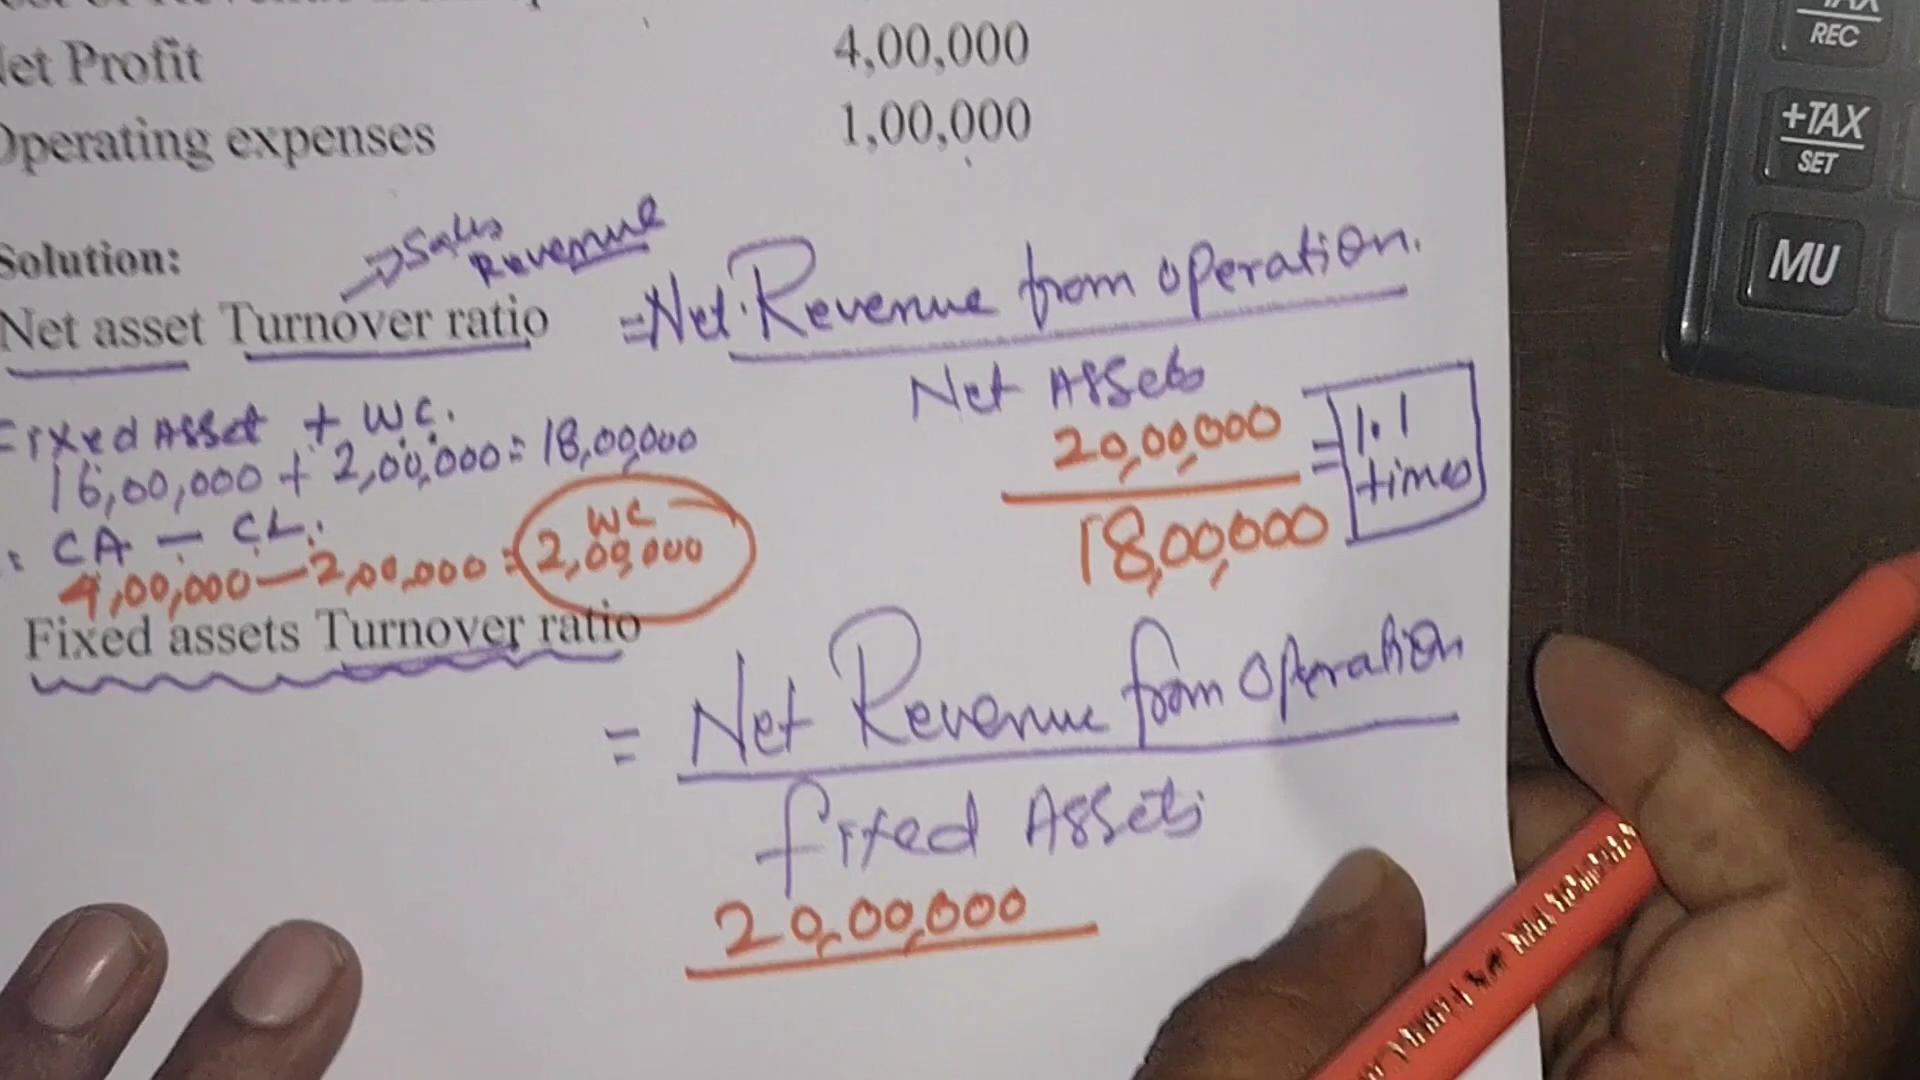 Net Profit 4,00,000
Operating expenses 1,00,000
Solution:
→ Sales
Revenue
Net asset Turnover ratio = Net Revenue from operation.
Net Assets
= Fixed Asset + WC.
16,00,000 + 2,00,000 = 18,00,000
20,00,000
18,00,000
= 1.1
times
= CA - CL.
WC
4,00,000 - 2,00,000 = 2,00,000
Fixed assets Turnover ratio
= Net Revenue from operation
fixed Assets
20,00,000
TAX
REC
+TAX
SET
MU